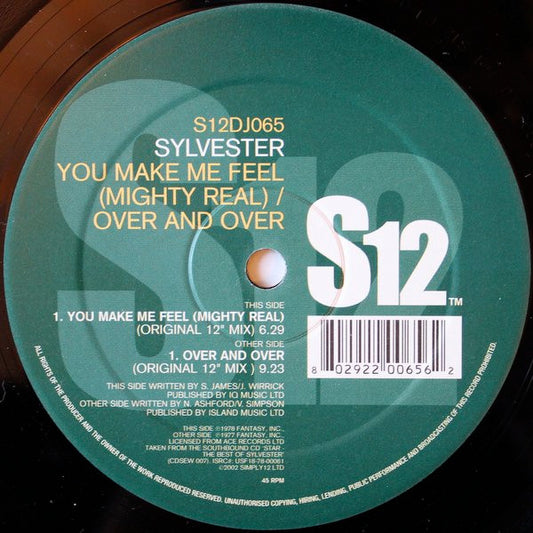 S12DJ065
SYLVESTER
YOU MAKE ME FEEL
(MIGHTY REAL) /
OVER AND OVER
S12™
THIS SIDE
1. YOU MAKE ME FEEL (MIGHTY REAL)
(ORIGINAL 12" MIX) 6.29
OTHER SIDE
1. OVER AND OVER
(ORIGINAL 12" MIX ) 9.23
8 02922 00656 2
THIS SIDE WRITTEN BY S. JAMES/J. WIRRICK
PUBLISHED BY IQ MUSIC LTD
OTHER SIDE WRITTEN BY N. ASHFORD/V. SIMPSON
PUBLISHED BY ISLAND MUSIC LTD
THIS SIDE ℗1978 FANTASY, INC.,
OTHER SIDE ℗1977 FANTASY, INC.,
LICENSED FROM ACE RECORDS LTD
TAKEN FROM THE SOUTHBOUND CD 'STAR -
THE BEST OF SYLVESTER'
(CDSEW 007). ISRC#: USF18-78-00061
©2002 SIMPLY12 LTD
45 RPM
ALL RIGHTS OF THE PRODUCER AND THE OWNER OF THE WORK REPRODUCED RESERVED. UNAUTHORISED COPYING, HIRING, LENDING, PUBLIC PERFORMANCE AND BROADCASTING OF THIS RECORD PROHIBITED.
S12